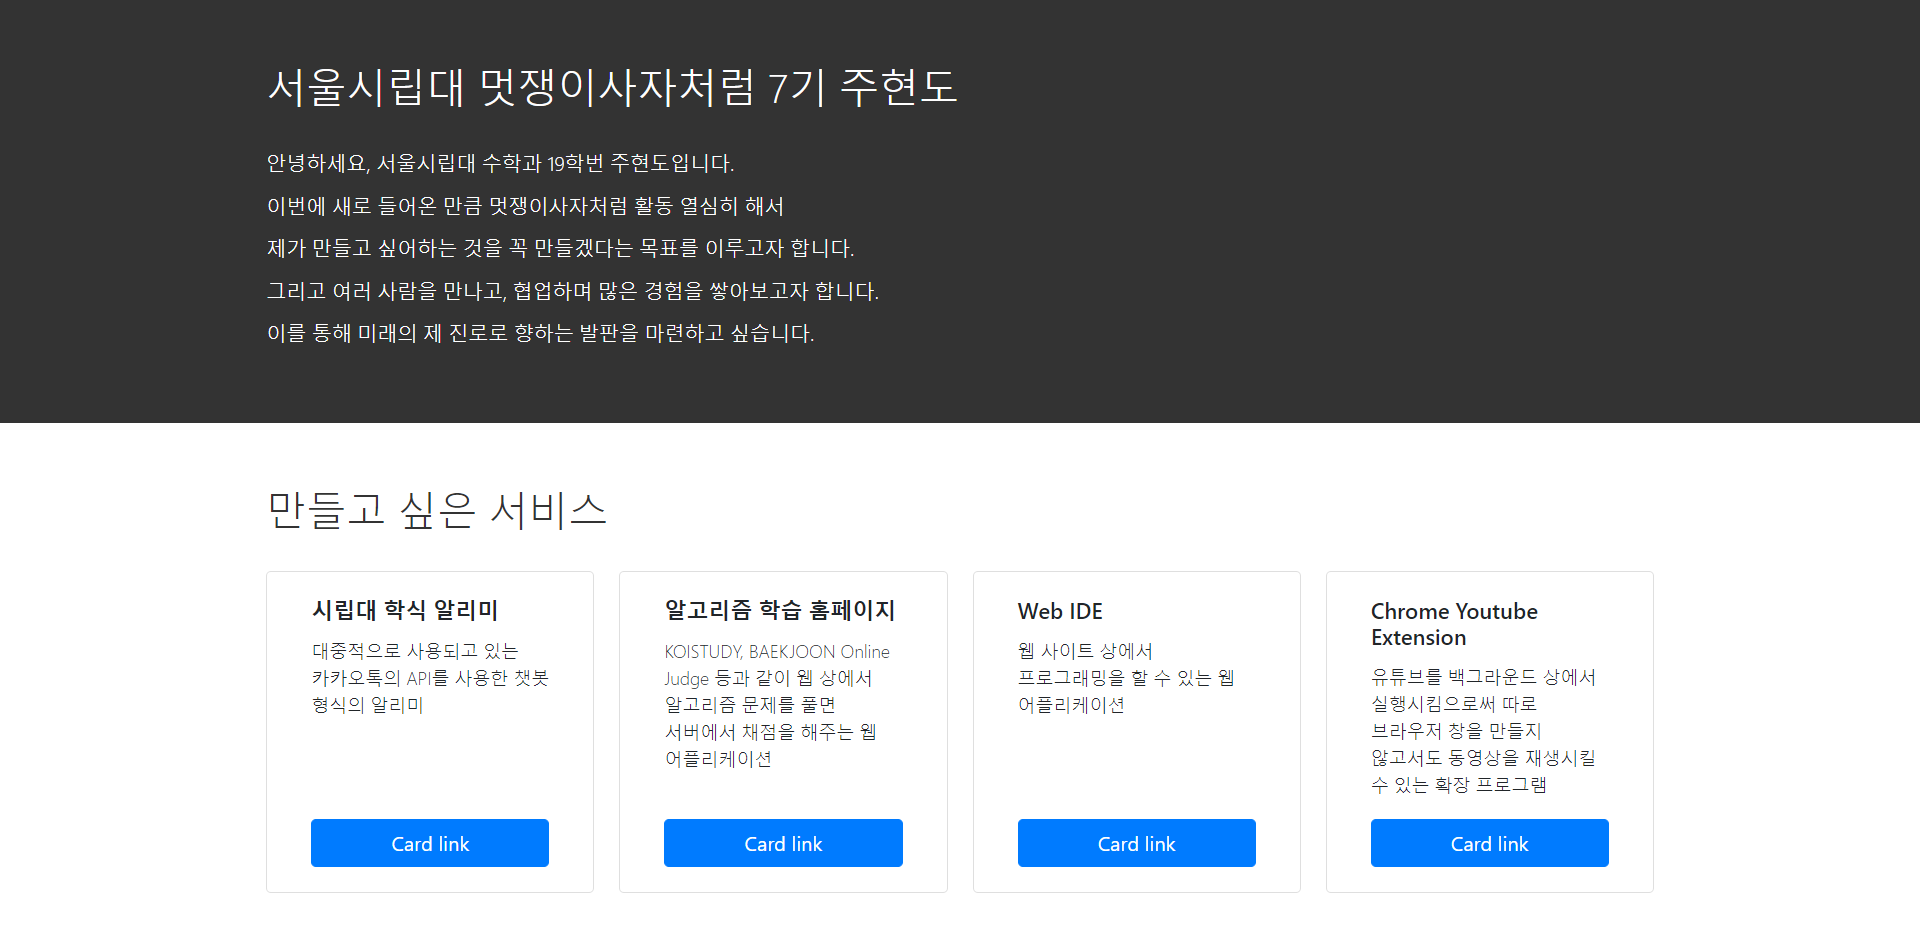 서울시립대 멋쟁이사자처럼 7기 주현도
안녕하세요, 서울시립대 수학과 19학번 주현도입니다.
이번에 새로 들어온 만큼 멋쟁이사자처럼 활동 열심히 해서
제가 만들고 싶어하는 것을 꼭 만들겠다는 목표를 이루고자 합니다.
그리고 여러 사람을 만나고, 협업하며 많은 경험을 쌓아보고자 합니다.
이를 통해 미래의 제 진로로 향하는 발판을 마련하고 싶습니다.
만들고 싶은 서비스
시립대 학식 알리미
대중적으로 사용되고 있는
카카오톡의 API를 사용한 챗봇
형식의 알리미
Card link
알고리즘 학습 홈페이지
KOISTUDY, BAEKJOON Online
Judge 등과 같이 웹 상에서
알고리즘 문제를 풀면
서버에서 채점을 해주는 웹
어플리케이션
Card link
Web IDE
웹 사이트 상에서
프로그래밍을 할 수 있는 웹
어플리케이션
Card link
Chrome Youtube
Extension
유튜브를 백그라운드 상에서
실행시킴으로써 따로
브라우저 창을 만들지
않고서도 동영상을 재생시킬
수 있는 확장 프로그램
Card link